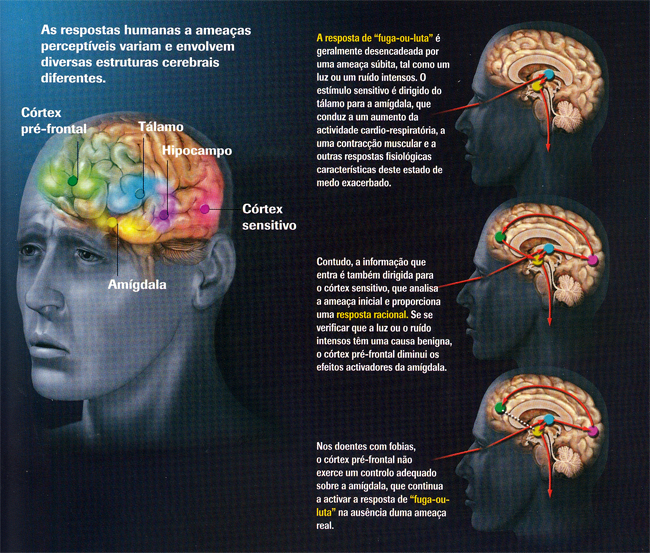 As respostas humanas a ameaças
perceptíveis variam e envolvem
diversas estruturas cerebrais
diferentes.
Córtex
pré-frontal
Tálamo
Hipocampo
Córtex
sensitivo
Amígdala
A resposta de “fuga-ou-luta” é
geralmente desencadeada por
uma ameaça súbita, tal como um
luz ou um ruído intensos. O
estímulo sensitivo é dirigido do
tálamo para a amígdala, que
conduz a um aumento da
actividade cardio-respiratória, a
uma contracção muscular e a
outras respostas fisiológicas
características deste estado de
medo exacerbado.
Contudo, a informação que
entra é também dirigida para
o córtex sensitivo, que analisa
a ameaça inicial e proporciona
uma resposta racional. Se se
verificar que a luz ou o ruído
intensos têm uma causa benigna,
o córtex pré-frontal diminui os
efeitos activadores da amígdala.
Nos doentes com fobias,
o córtex pré-frontal não
exerce um controlo adequado
sobre a amígdala, que continua
a activar a resposta de “fuga-ou-
luta” na ausência duma ameaça
real.